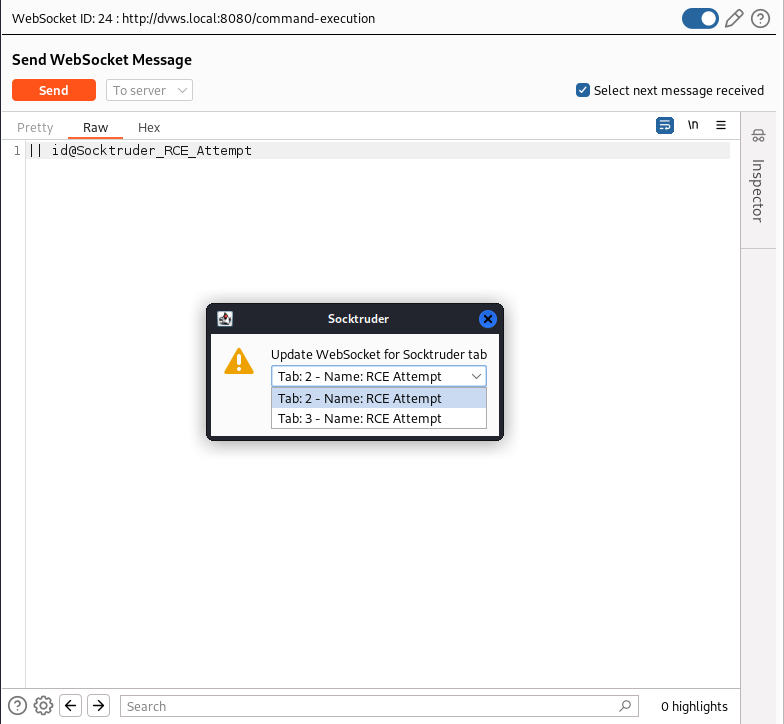 WebSocket ID: 24 : http://dvws.local:8080/command-execution
Send WebSocket Message
Send
To server
Select next message received
Pretty
Raw
Hex
\n
1
|| id@Socktruder_RCE_Attempt
Inspector
Socktruder
Update WebSocket for Socktruder tab
Tab: 2 - Name: RCE Attempt
Tab: 2 - Name: RCE Attempt
Tab: 3 - Name: RCE Attempt
Search
0 highlights